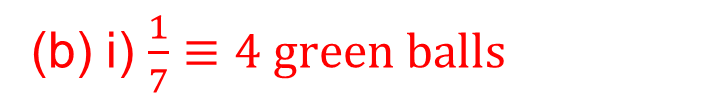 (b) i) 1/7 ≡ 4 green balls